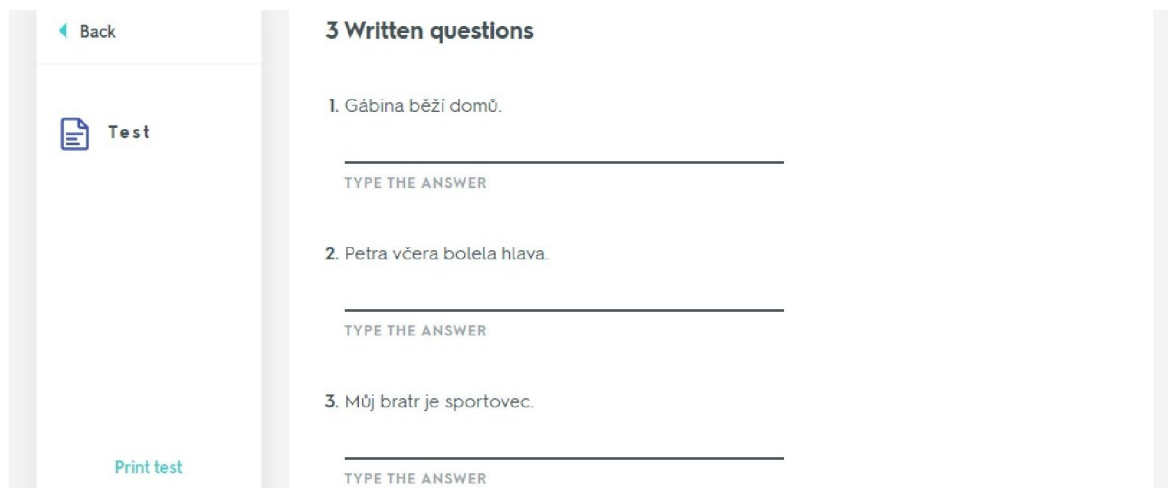 Back
3 Written questions
1. Gábina běží domů.
Test
TYPE THE ANSWER
2. Petra včera bolela hlava.
TYPE THE ANSWER
3. Můj bratr je sportovec.
Print test
TYPE THE ANSWER